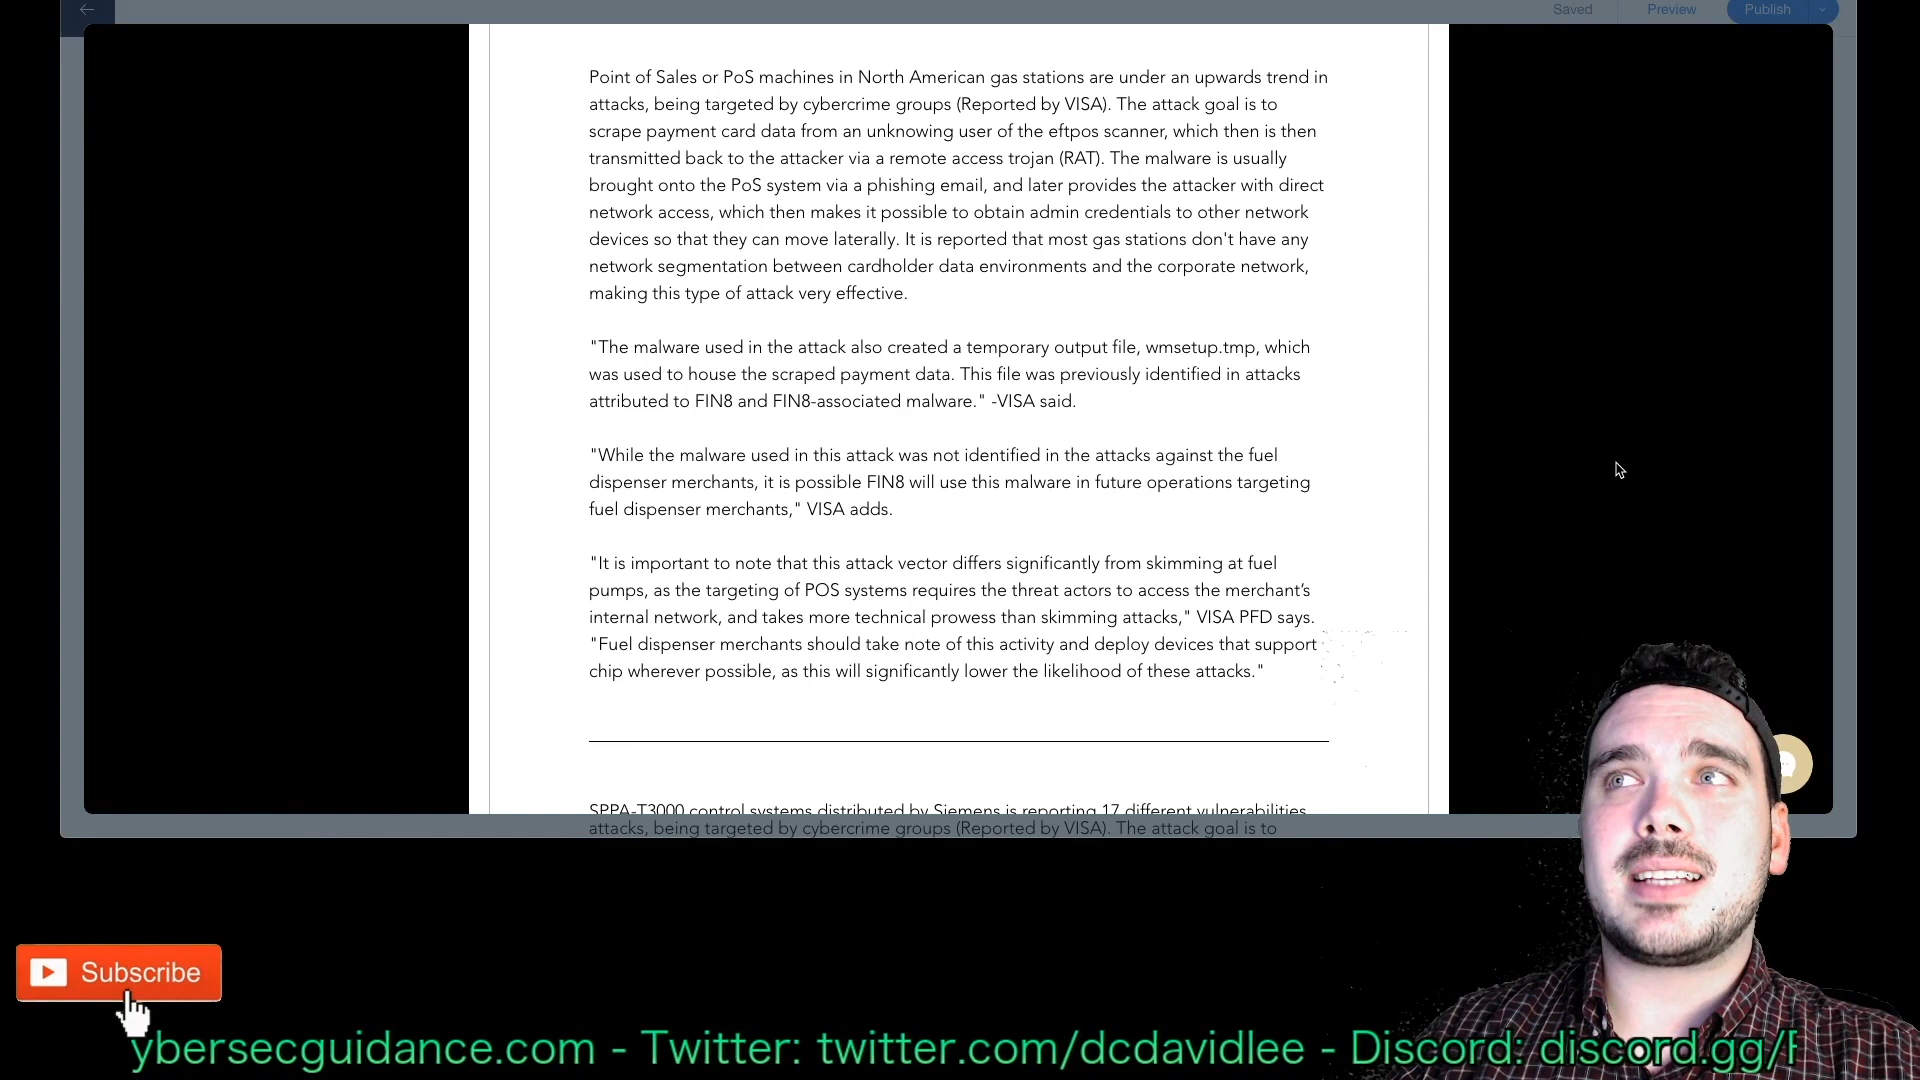 Saved Preview Publish
Point of Sales or PoS machines in North American gas stations are under an upwards trend in
attacks, being targeted by cybercrime groups (Reported by VISA). The attack goal is to
scrape payment card data from an unknowing user of the eftpos scanner, which then is then
transmitted back to the attacker via a remote access trojan (RAT). The malware is usually
brought onto the PoS system via a phishing email, and later provides the attacker with direct
network access, which then makes it possible to obtain admin credentials to other network
devices so that they can move laterally. It is reported that most gas stations don't have any
network segmentation between cardholder data environments and the corporate network,
making this type of attack very effective.
"The malware used in the attack also created a temporary output file, wmsetup.tmp, which
was used to house the scraped payment data. This file was previously identified in attacks
attributed to FIN8 and FIN8-associated malware." -VISA said.
"While the malware used in this attack was not identified in the attacks against the fuel
dispenser merchants, it is possible FIN8 will use this malware in future operations targeting
fuel dispenser merchants," VISA adds.
"It is important to note that this attack vector differs significantly from skimming at fuel
pumps, as the targeting of POS systems requires the threat actors to access the merchant’s
internal network, and takes more technical prowess than skimming attacks," VISA PFD says.
"Fuel dispenser merchants should take note of this activity and deploy devices that support
chip wherever possible, as this will significantly lower the likelihood of these attacks."
SPPA-T3000 control systems distributed by Siemens is reporting 17 different vulnerabilities
attacks, being targeted by cybercrime groups (Reported by VISA). The attack goal is to
Subscribe
ybersecguidance.com - Twitter: twitter.com/dcdavidlee - Discord: discord.gg/